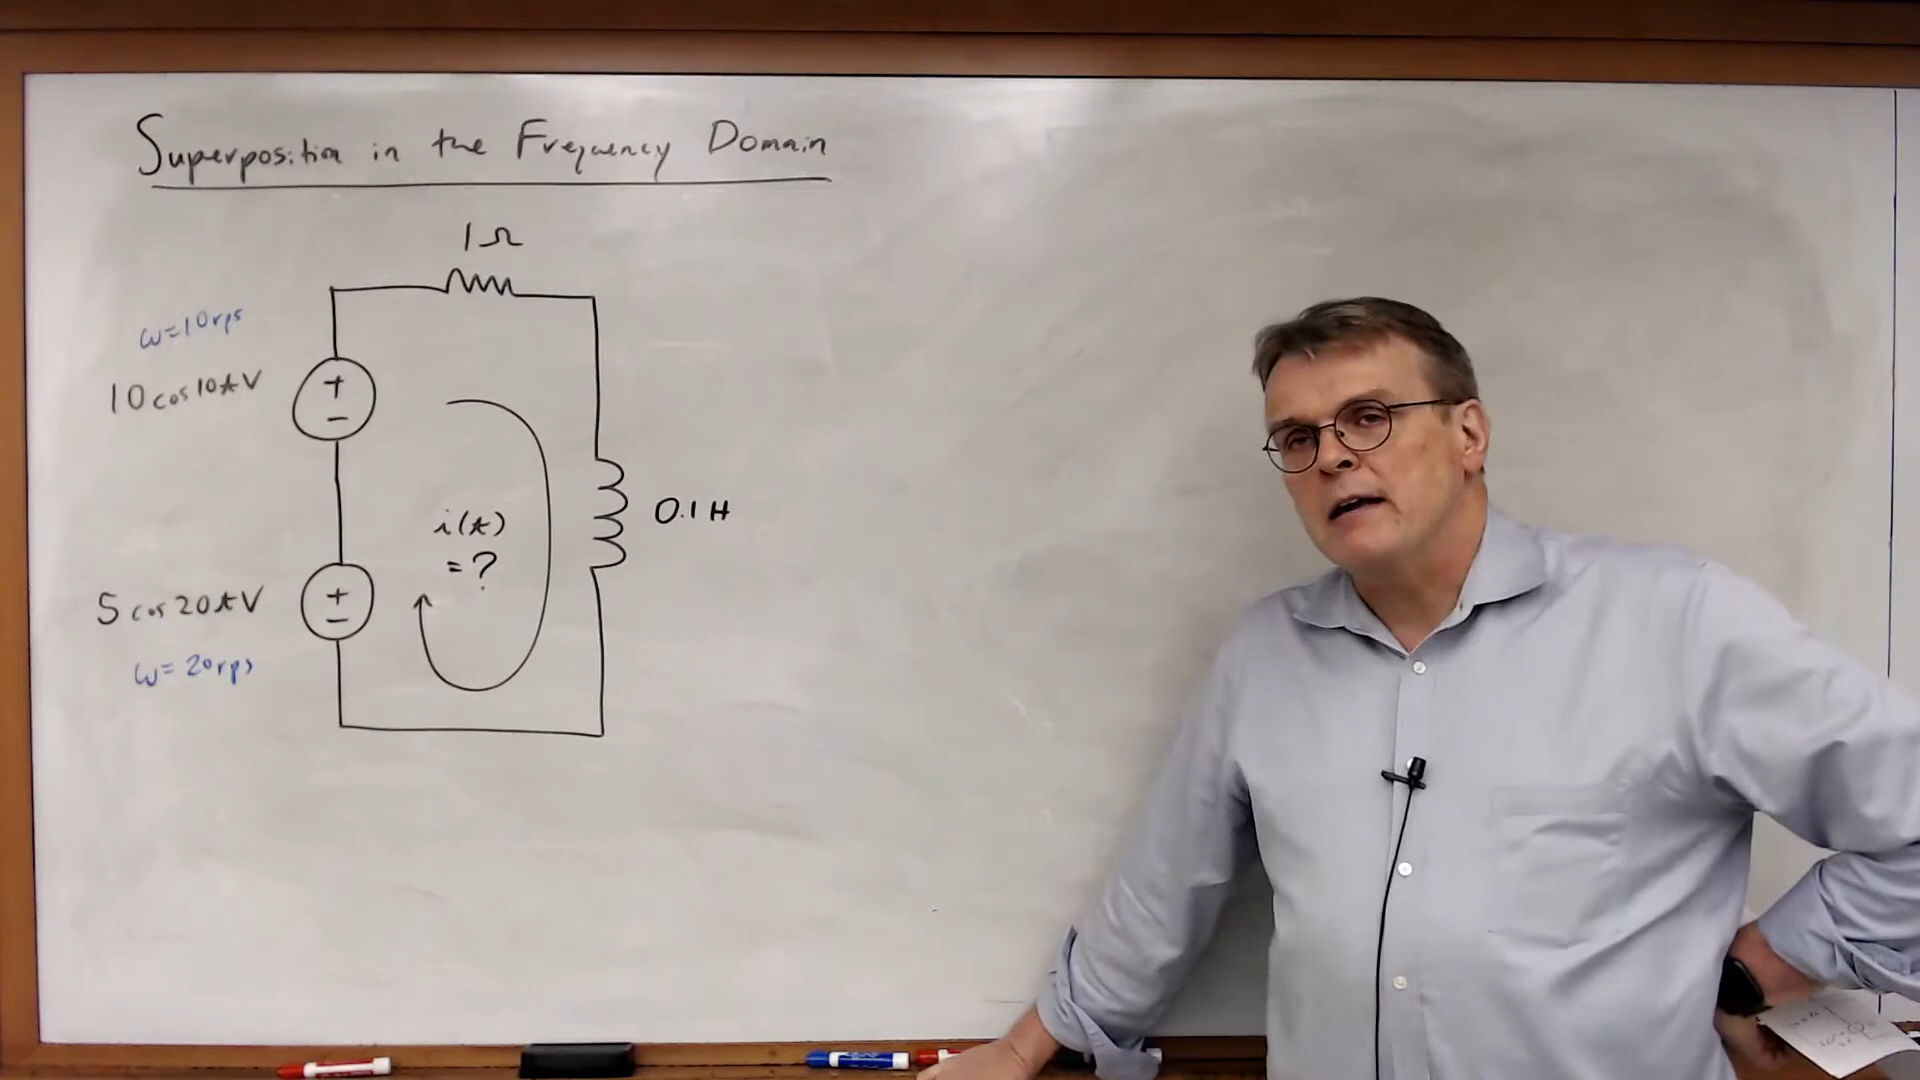 Superposition in the Frequency Domain
1Ω
ω=10rps
10cos10tV
+
−
i(t)
=?
0.1H
5cos20tV
+
−
ω=20rps